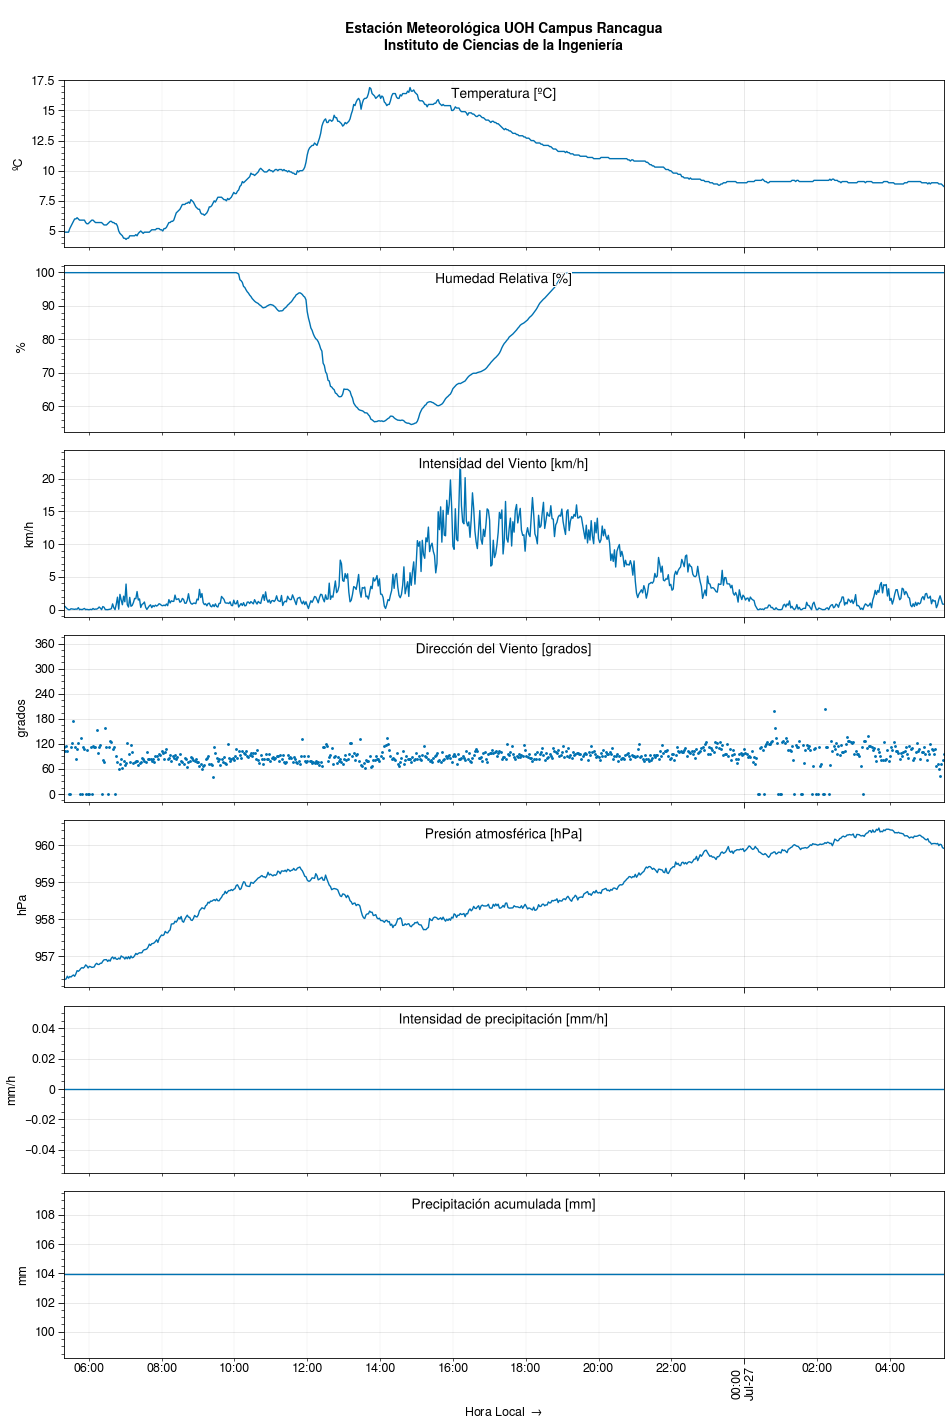 Estación Meteorológica UOH Campus Rancagua
Instituto de Ciencias de la Ingeniería
Temperatura [ºC]
ºC
17.5
15
12.5
10
7.5
5
Humedad Relativa [%]
%
100
90
80
70
60
Intensidad del Viento [km/h]
km/h
20
15
10
5
0
Dirección del Viento [grados]
grados
360
300
240
180
120
60
0
Presión atmosférica [hPa]
hPa
960
959
958
957
Intensidad de precipitación [mm/h]
mm/h
0.04
0.02
0
−0.02
−0.04
Precipitación acumulada [mm]
mm
108
106
104
102
100
06:00
08:00
10:00
12:00
14:00
16:00
18:00
20:00
22:00
00:00
Jul-27
02:00
04:00
Hora Local →